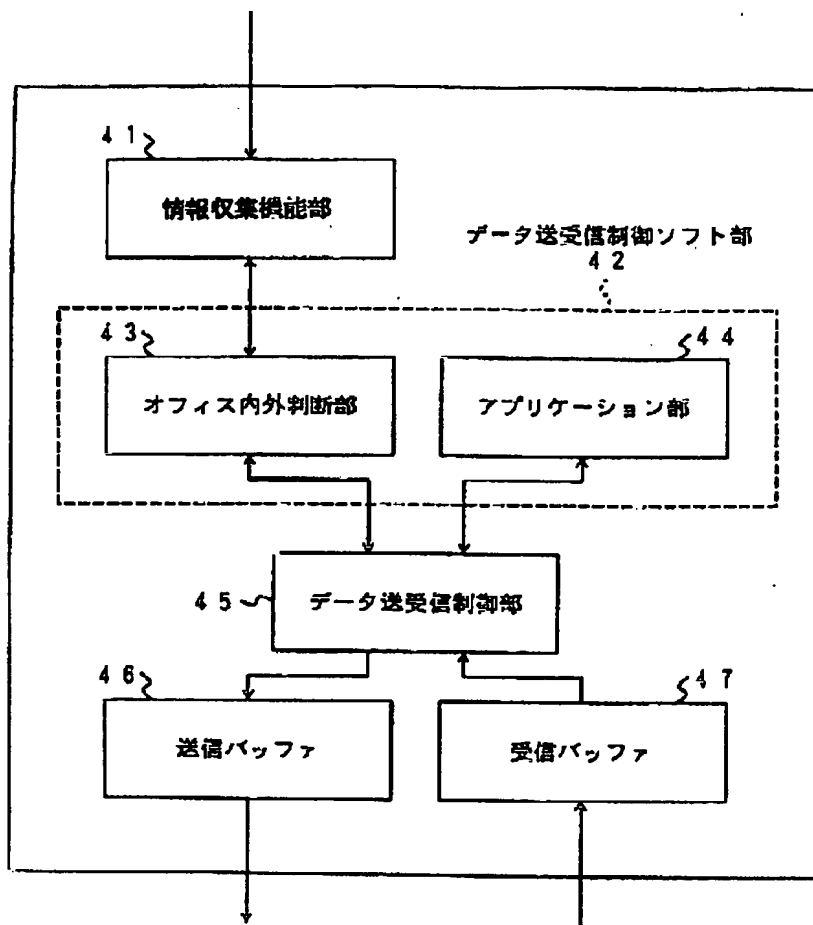 41
情報収集機能部
データ送受信制御ソフト部
42
43
44
オフィス内外判断部
アプリケーション部
45
データ送受信制御部
46
47
送信バッファ
受信バッファ